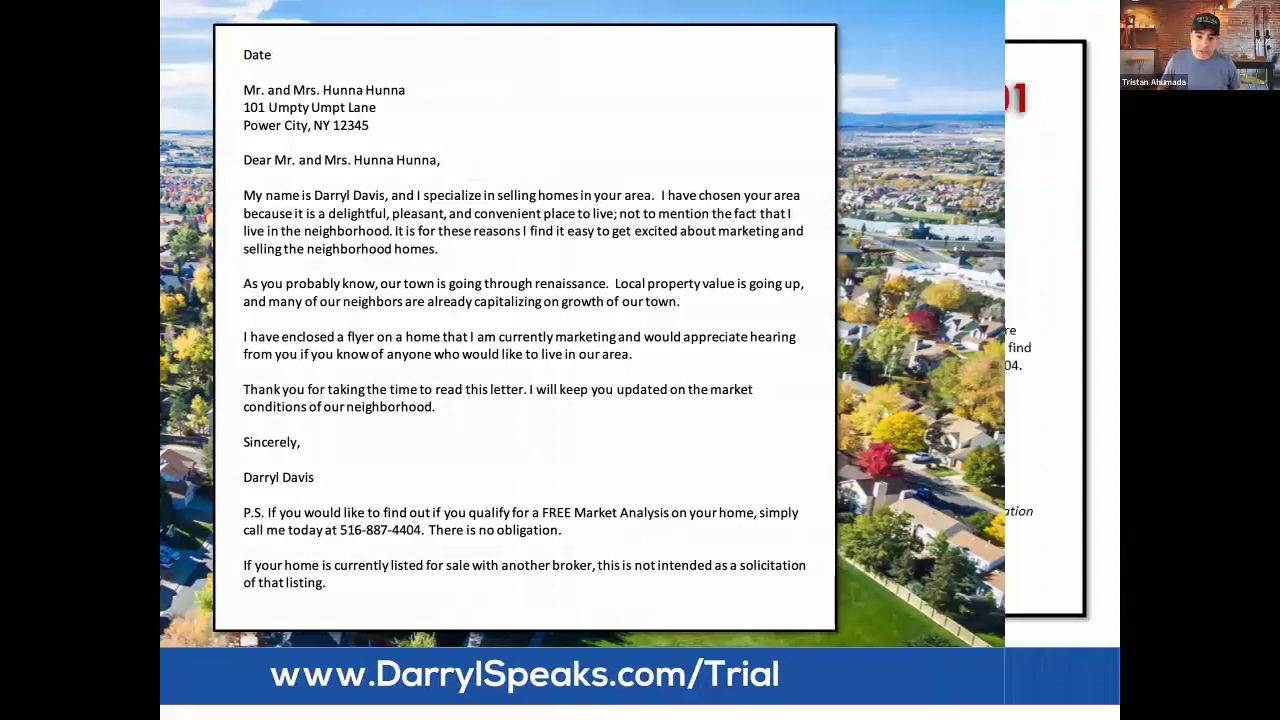 Date
Mr. and Mrs. Hunna Hunna
101 Umpty Umpt Lane
Power City, NY 12345
Dear Mr. and Mrs. Hunna Hunna,
My name is Darryl Davis, and I specialize in selling homes in your area. I have chosen your area
because it is a delightful, pleasant, and convenient place to live; not to mention the fact that I
live in the neighborhood. It is for these reasons I find it easy to get excited about marketing and
selling the neighborhood homes.
As you probably know, our town is going through renaissance. Local property value is going up,
and many of our neighbors are already capitalizing on growth of our town.
I have enclosed a flyer on a home that I am currently marketing and would appreciate hearing
from you if you know of anyone who would like to live in our area.
Thank you for taking the time to read this letter. I will keep you updated on the market
conditions of our neighborhood.
Sincerely,
Darryl Davis
P.S. If you would like to find out if you qualify for a FREE Market Analysis on your home, simply
call me today at 516-887-4404. There is no obligation.
If your home is currently listed for sale with another broker, this is not intended as a solicitation
of that listing.
www.DarrylSpeaks.com/Trial
Tristan Ahumada
01
re
find
04.
ation